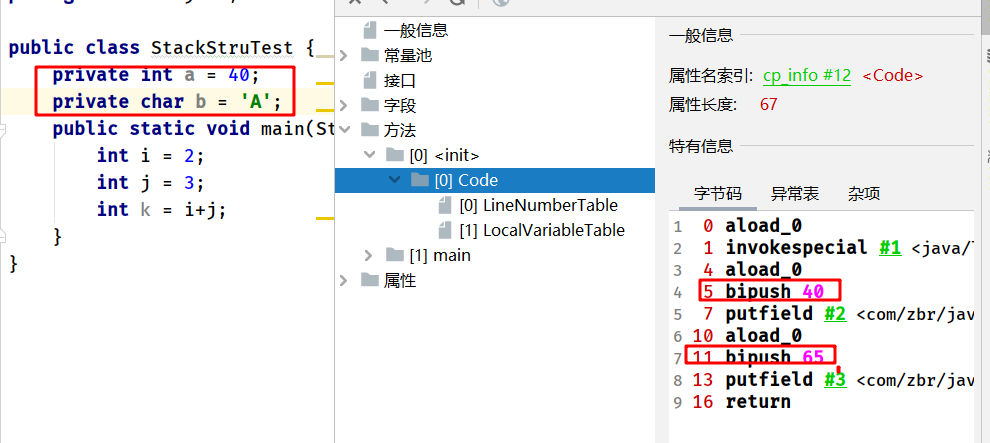 public class StackStruTest {
private int a = 40;
private char b = 'A';
public static void main(St
int i = 2;
int j = 3;
int k = i+j;
}
}
一般信息
常量池
接口
字段
方法
[0] <init>
[0] Code
[0] LineNumberTable
[1] LocalVariableTable
[1] main
属性
一般信息
属性名索引: cp_info #12 <Code>
属性长度: 67
特有信息
字节码 异常表 杂项
1 0 aload_0
2 1 invokespecial #1 <java/
3 4 aload_0
4 5 bipush 40
5 7 putfield #2 <com/zbr/jav
6 10 aload_0
7 11 bipush 65
8 13 putfield #3 <com/zbr/jav
9 16 return